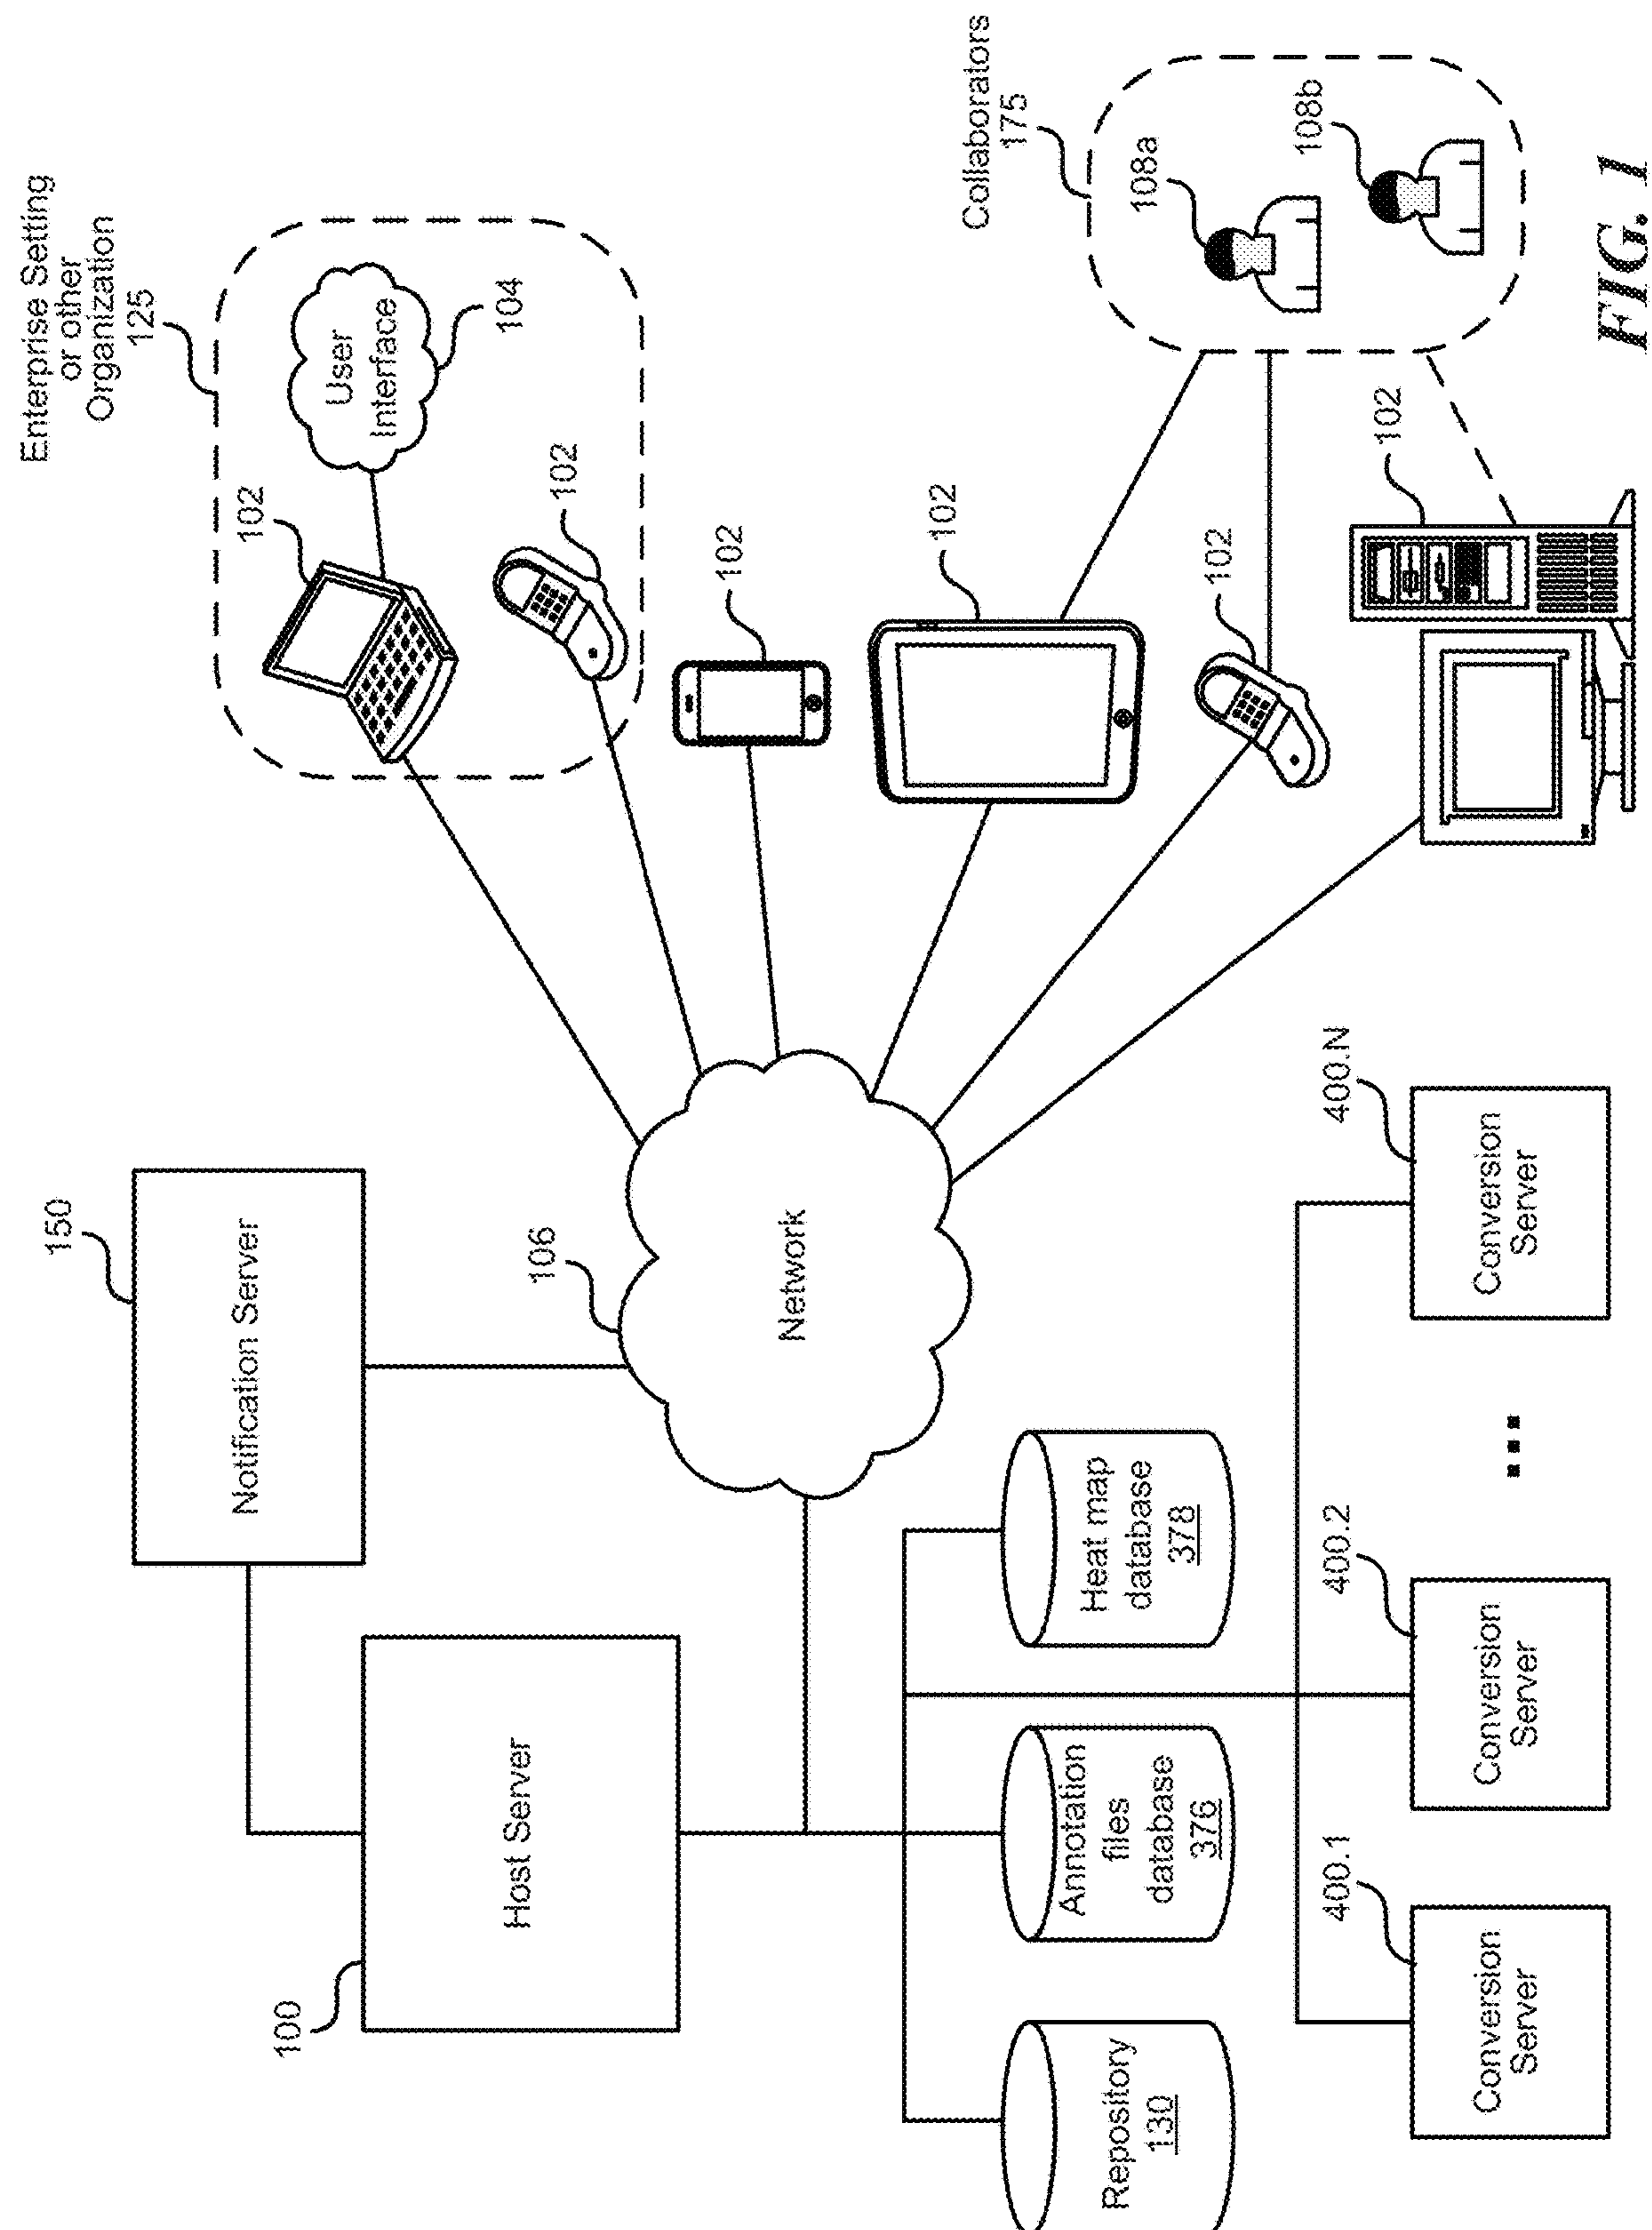 100
Host Server
150
Notification Server
Enterprise Setting
or other
Organization
125
102
User
Interface
104
102
102
106
Network
102
Collaborators
175
108a
108b
102
102
Repository
130
Annotation
files
database
376
Heat map
database
378
400.1
Conversion
Server
400.2
Conversion
Server
...
400.N
Conversion
Server
FIG. 1